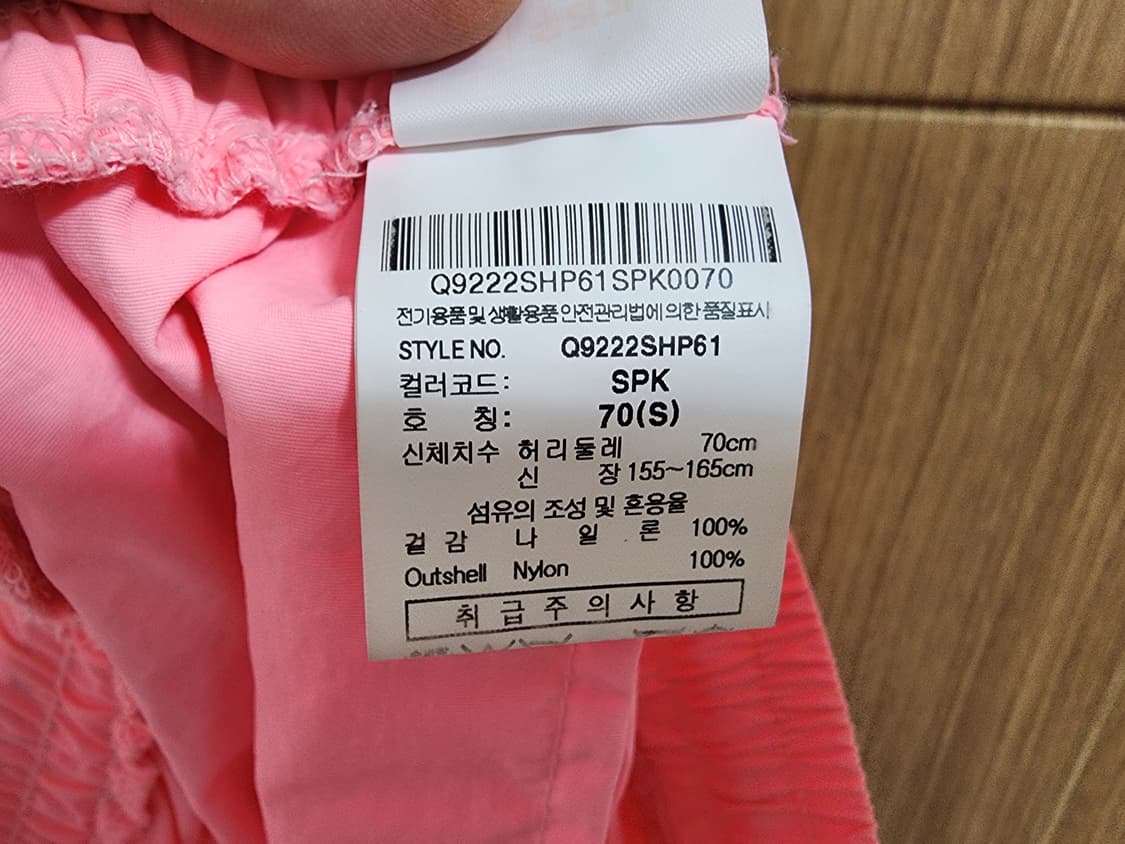 Q9222SHP61SPK0070
전기용품 및 생활용품 안전관리법에 의한 품질표시
STYLE NO. Q9222SHP61
컬러코드: SPK
호 칭: 70(S)
신체치수 허리둘레 70cm
신 장 155~165cm
섬유의 조성 및 혼용율
겉감 나일론 100%
Outshell Nylon 100%
취급주의사항